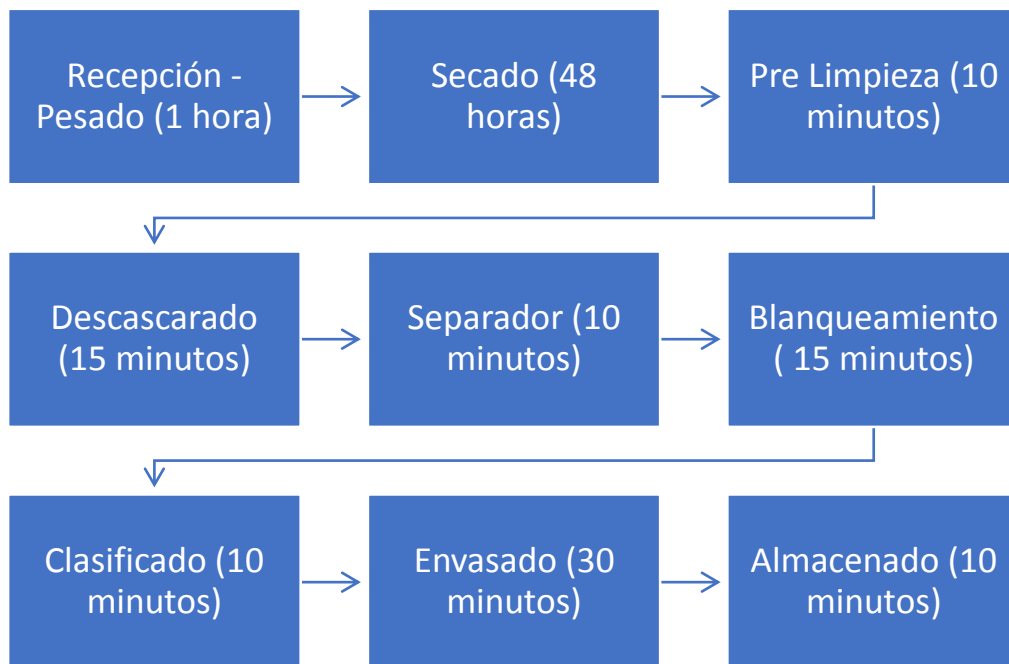 Recepción -
Pesado (1 hora)
Secado (48
horas)
Pre Limpieza (10
minutos)
Descascarado
(15 minutos)
Separador (10
minutos)
Blanqueamiento
( 15 minutos)
Clasificado (10
minutos)
Envasado (30
minutos)
Almacenado (10
minutos)